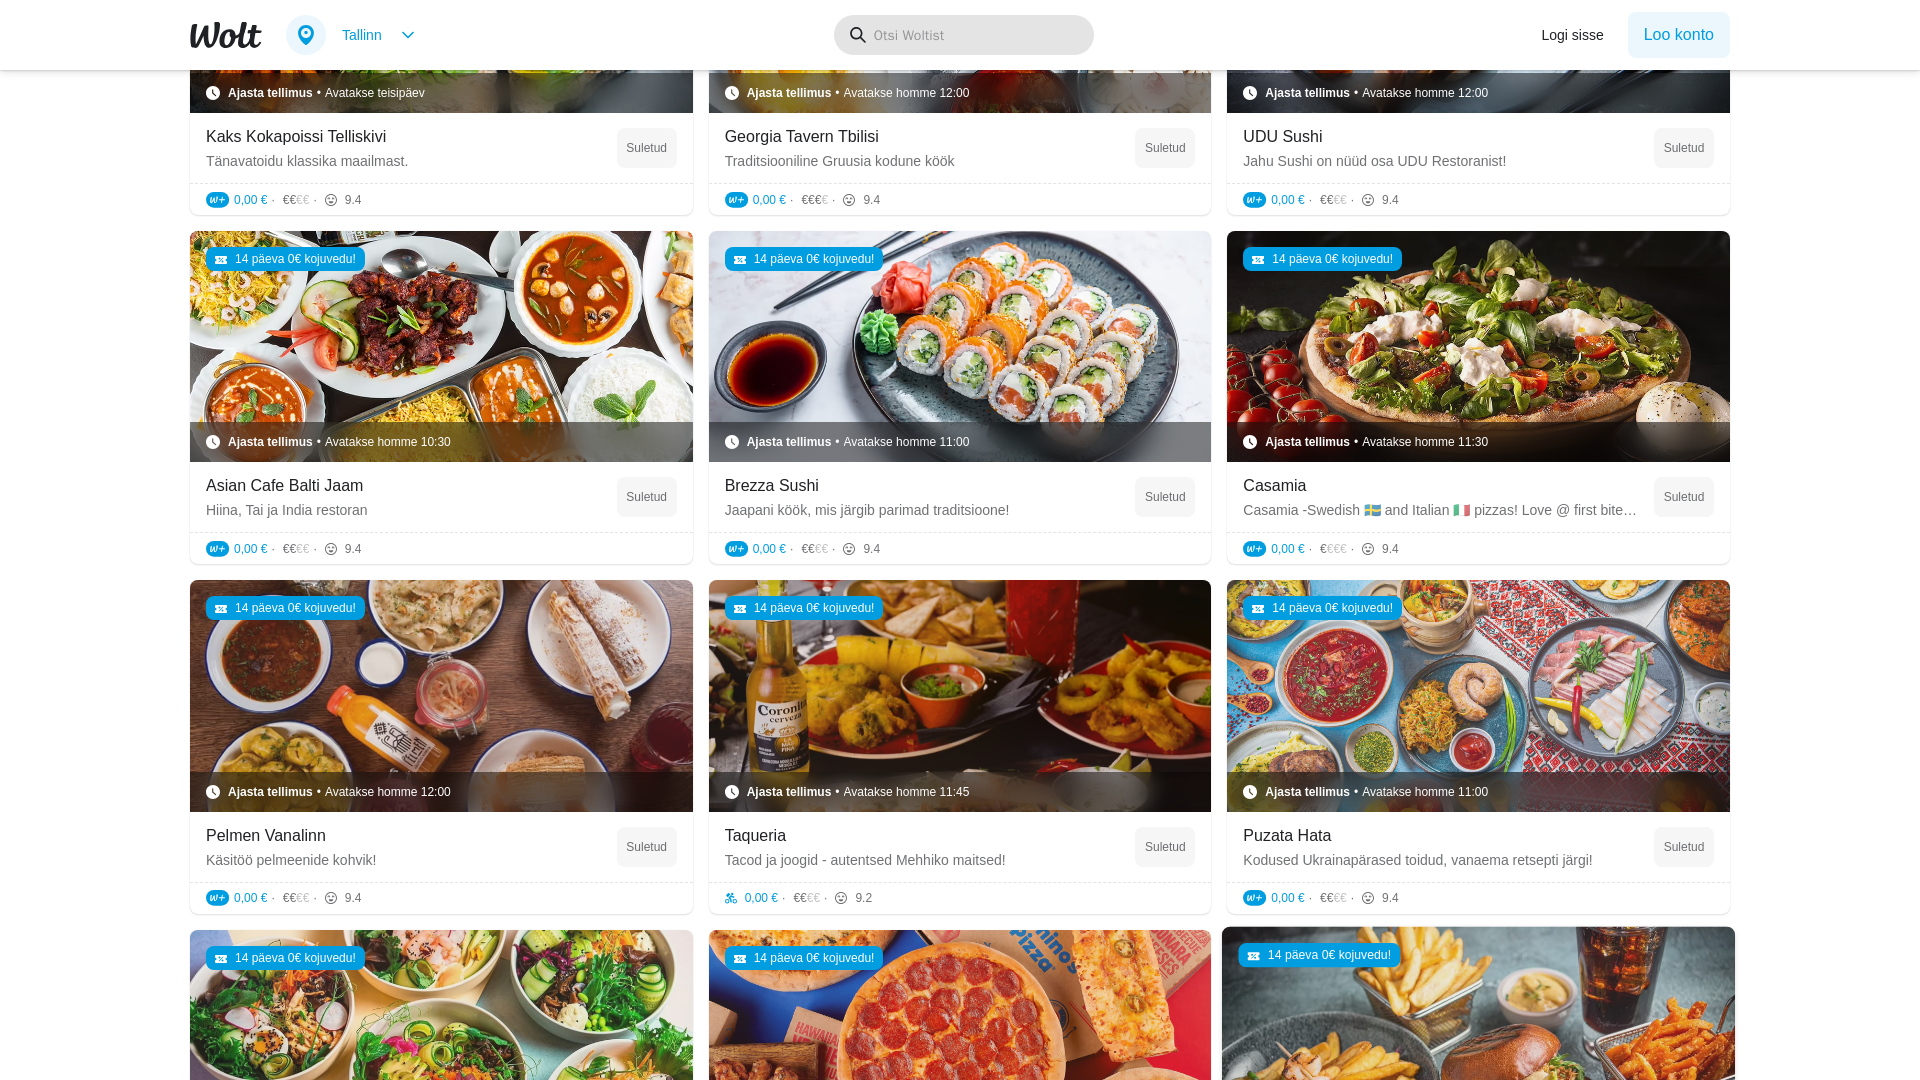 Wolt
Tallinn
Otsi Woltist
Logi sisse
Loo konto
Ajasta tellimus • Avatakse teisipäev
Ajasta tellimus • Avatakse homme 12:00
Ajasta tellimus • Avatakse homme 12:00
Kaks Kokapoissi Telliskivi
Tänavatoidu klassika maailmast.
Suletud
Georgia Tavern Tbilisi
Traditsiooniline Gruusia kodune köök
Suletud
UDU Sushi
Jahu Sushi on nüüd osa UDU Restoranist!
Suletud
W+ 0,00 € · €€€€ · 9.4
W+ 0,00 € · €€€€ · 9.4
W+ 0,00 € · €€€€ · 9.4
14 päeva 0€ kojuvedu!
14 päeva 0€ kojuvedu!
14 päeva 0€ kojuvedu!
Ajasta tellimus • Avatakse homme 10:30
Ajasta tellimus • Avatakse homme 11:00
Ajasta tellimus • Avatakse homme 11:30
Asian Cafe Balti Jaam
Hiina, Tai ja India restoran
Suletud
Brezza Sushi
Jaapani köök, mis järgib parimad traditsioone!
Suletud
Casamia
Casamia -Swedish 🇸🇪 and Italian 🇮🇹 pizzas! Love @ first bite…
Suletud
W+ 0,00 € · €€€€ · 9.4
W+ 0,00 € · €€€€ · 9.4
W+ 0,00 € · €€€€ · 9.4
14 päeva 0€ kojuvedu!
14 päeva 0€ kojuvedu!
14 päeva 0€ kojuvedu!
Coronita
cerveza
Ajasta tellimus • Avatakse homme 12:00
Ajasta tellimus • Avatakse homme 11:45
Ajasta tellimus • Avatakse homme 11:00
Pelmen Vanalinn
Käsitöö pelmeenide kohvik!
Suletud
Taqueria
Tacod ja joogid - autentsed Mehhiko maitsed!
Suletud
Puzata Hata
Kodused Ukrainapärased toidud, vanaema retsepti järgi!
Suletud
W+ 0,00 € · €€€€ · 9.4
0,00 € · €€€€ · 9.2
W+ 0,00 € · €€€€ · 9.4
14 päeva 0€ kojuvedu!
14 päeva 0€ kojuvedu!
14 päeva 0€ kojuvedu!